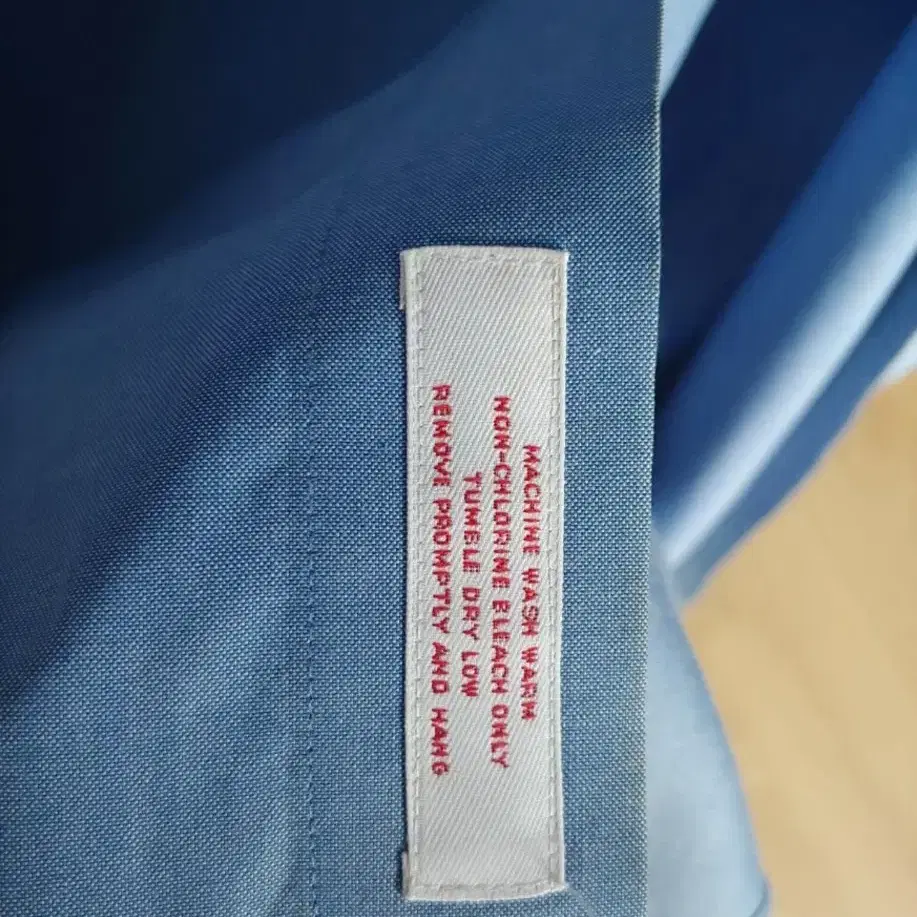 MACHINE WASH WARM
NON-CHLORINE BLEACH ONLY
TUMBLE DRY LOW
REMOVE PROMPTLY AND HANG